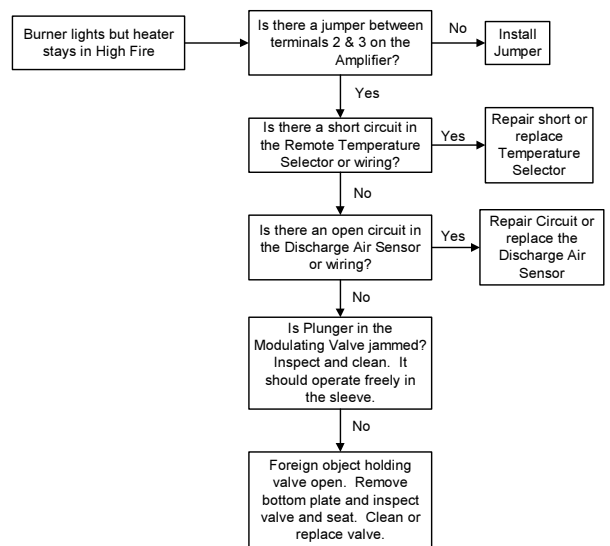 Burner lights but heater
stays in High Fire
Is there a jumper between
terminals 2 & 3 on the
Amplifier?
No
Install
Jumper
Yes
Is there a short circuit in
the Remote Temperature
Selector or wiring?
Yes
Repair short or
replace
Temperature
Selector
No
Is there an open circuit in
the Discharge Air Sensor
or wiring?
Yes
Repair Circuit or
replace the
Discharge Air
Sensor
No
Is Plunger in the
Modulating Valve jammed?
Inspect and clean.  It
should operate freely in
the sleeve.
No
Foreign object holding
valve open.  Remove
bottom plate and inspect
valve and seat.  Clean or
replace valve.